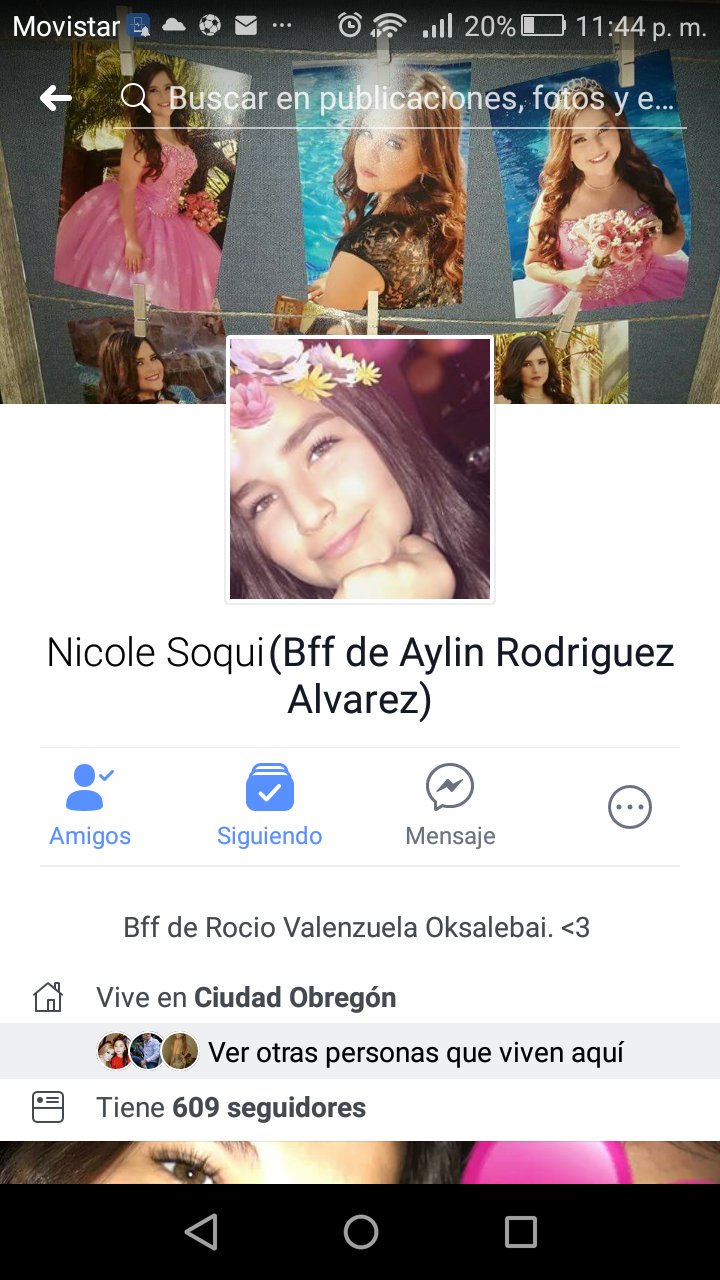 Movistar ... 20% 11:44 p. m.
Buscar en publicaciones, fotos y e...
Nicole Soqui(Bff de Aylin Rodriguez
Alvarez)
Amigos Siguiendo Mensaje
Bff de Rocio Valenzuela Oksalebai. <3
Vive en Ciudad Obregón
Ver otras personas que viven aquí
Tiene 609 seguidores